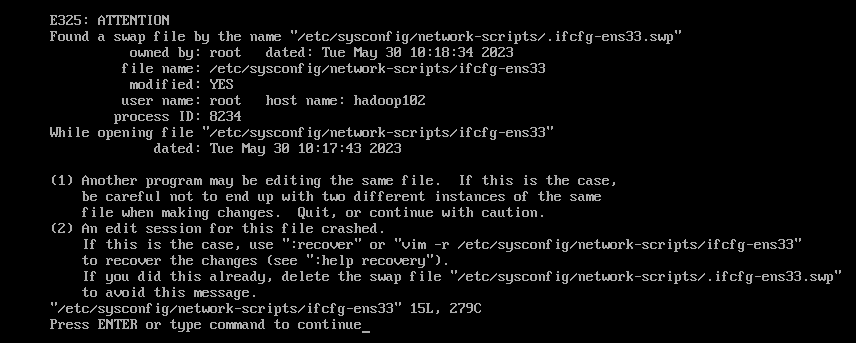 E325: ATTENTION
Found a swap file by the name "/etc/sysconfig/network-scripts/.ifcfg-ens33.swp"
owned by: root   dated: Tue May 30 10:18:34 2023
file name: /etc/sysconfig/network-scripts/ifcfg-ens33
modified: YES
user name: root   host name: hadoop102
process ID: 8234
While opening file "/etc/sysconfig/network-scripts/ifcfg-ens33"
dated: Tue May 30 10:17:43 2023
(1) Another program may be editing the same file.  If this is the case,
be careful not to end up with two different instances of the same
file when making changes.  Quit, or continue with caution.
(2) An edit session for this file crashed.
If this is the case, use ":recover" or "vim -r /etc/sysconfig/network-scripts/ifcfg-ens33"
to recover the changes (see ":help recovery").
If you did this already, delete the swap file "/etc/sysconfig/network-scripts/.ifcfg-ens33.swp"
to avoid this message.
"/etc/sysconfig/network-scripts/ifcfg-ens33" 15L, 279C
Press ENTER or type command to continue_